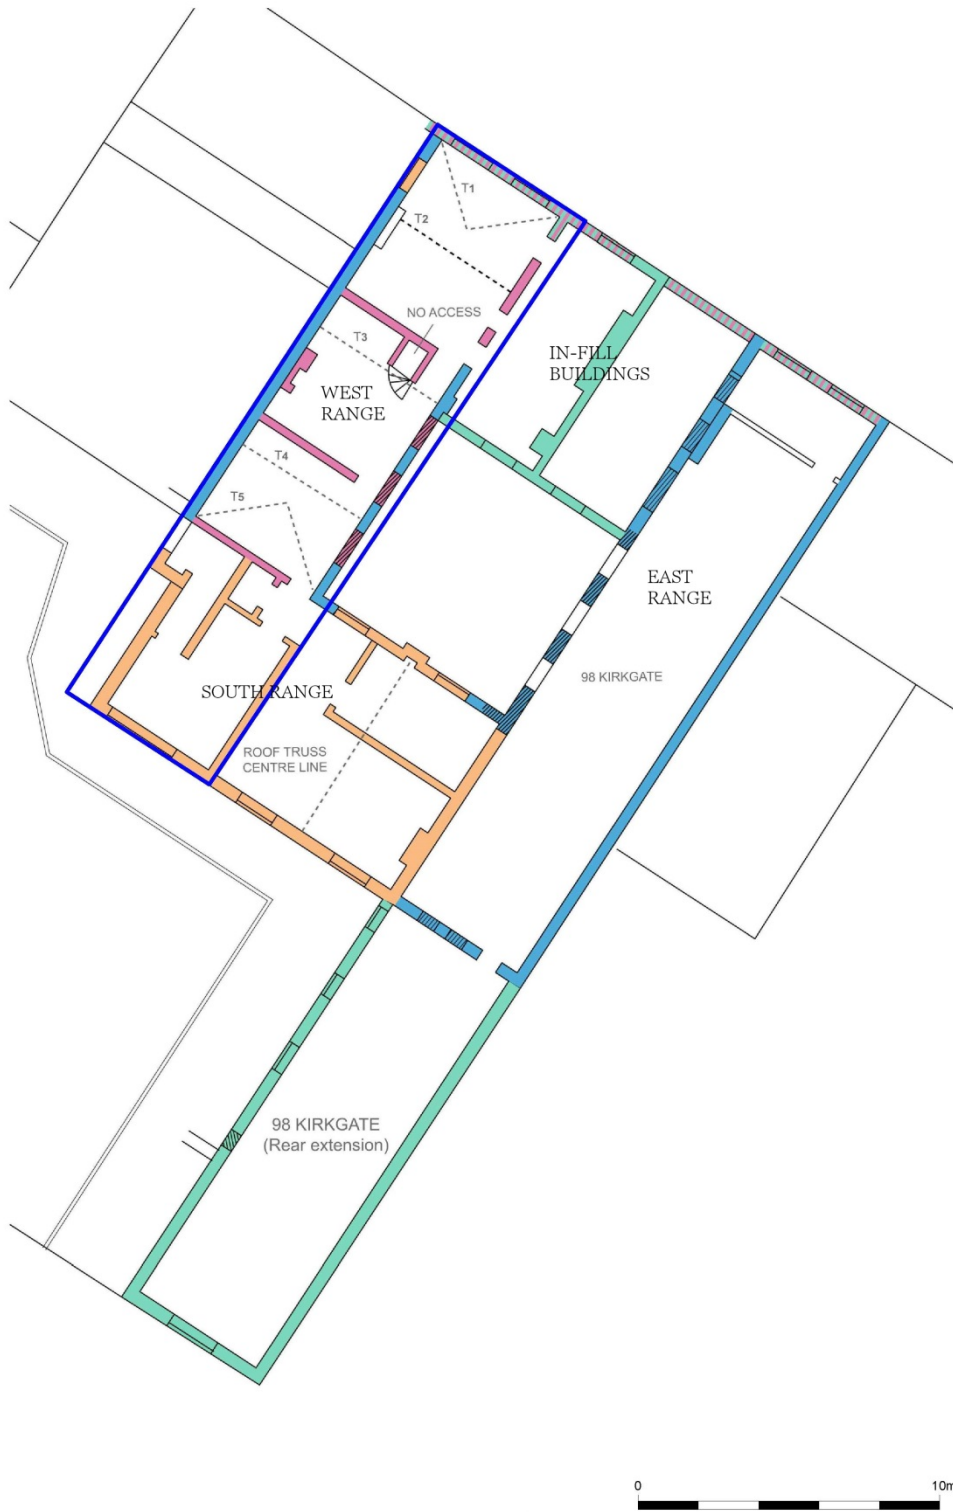 T1
T2
NO ACCESS
T3
IN-FILL
BUILDINGS
WEST
RANGE
T4
T5
EAST
RANGE
98 KIRKGATE
SOUTH RANGE
ROOF TRUSS
CENTRE LINE
98 KIRKGATE
(Rear extension)
0
10m